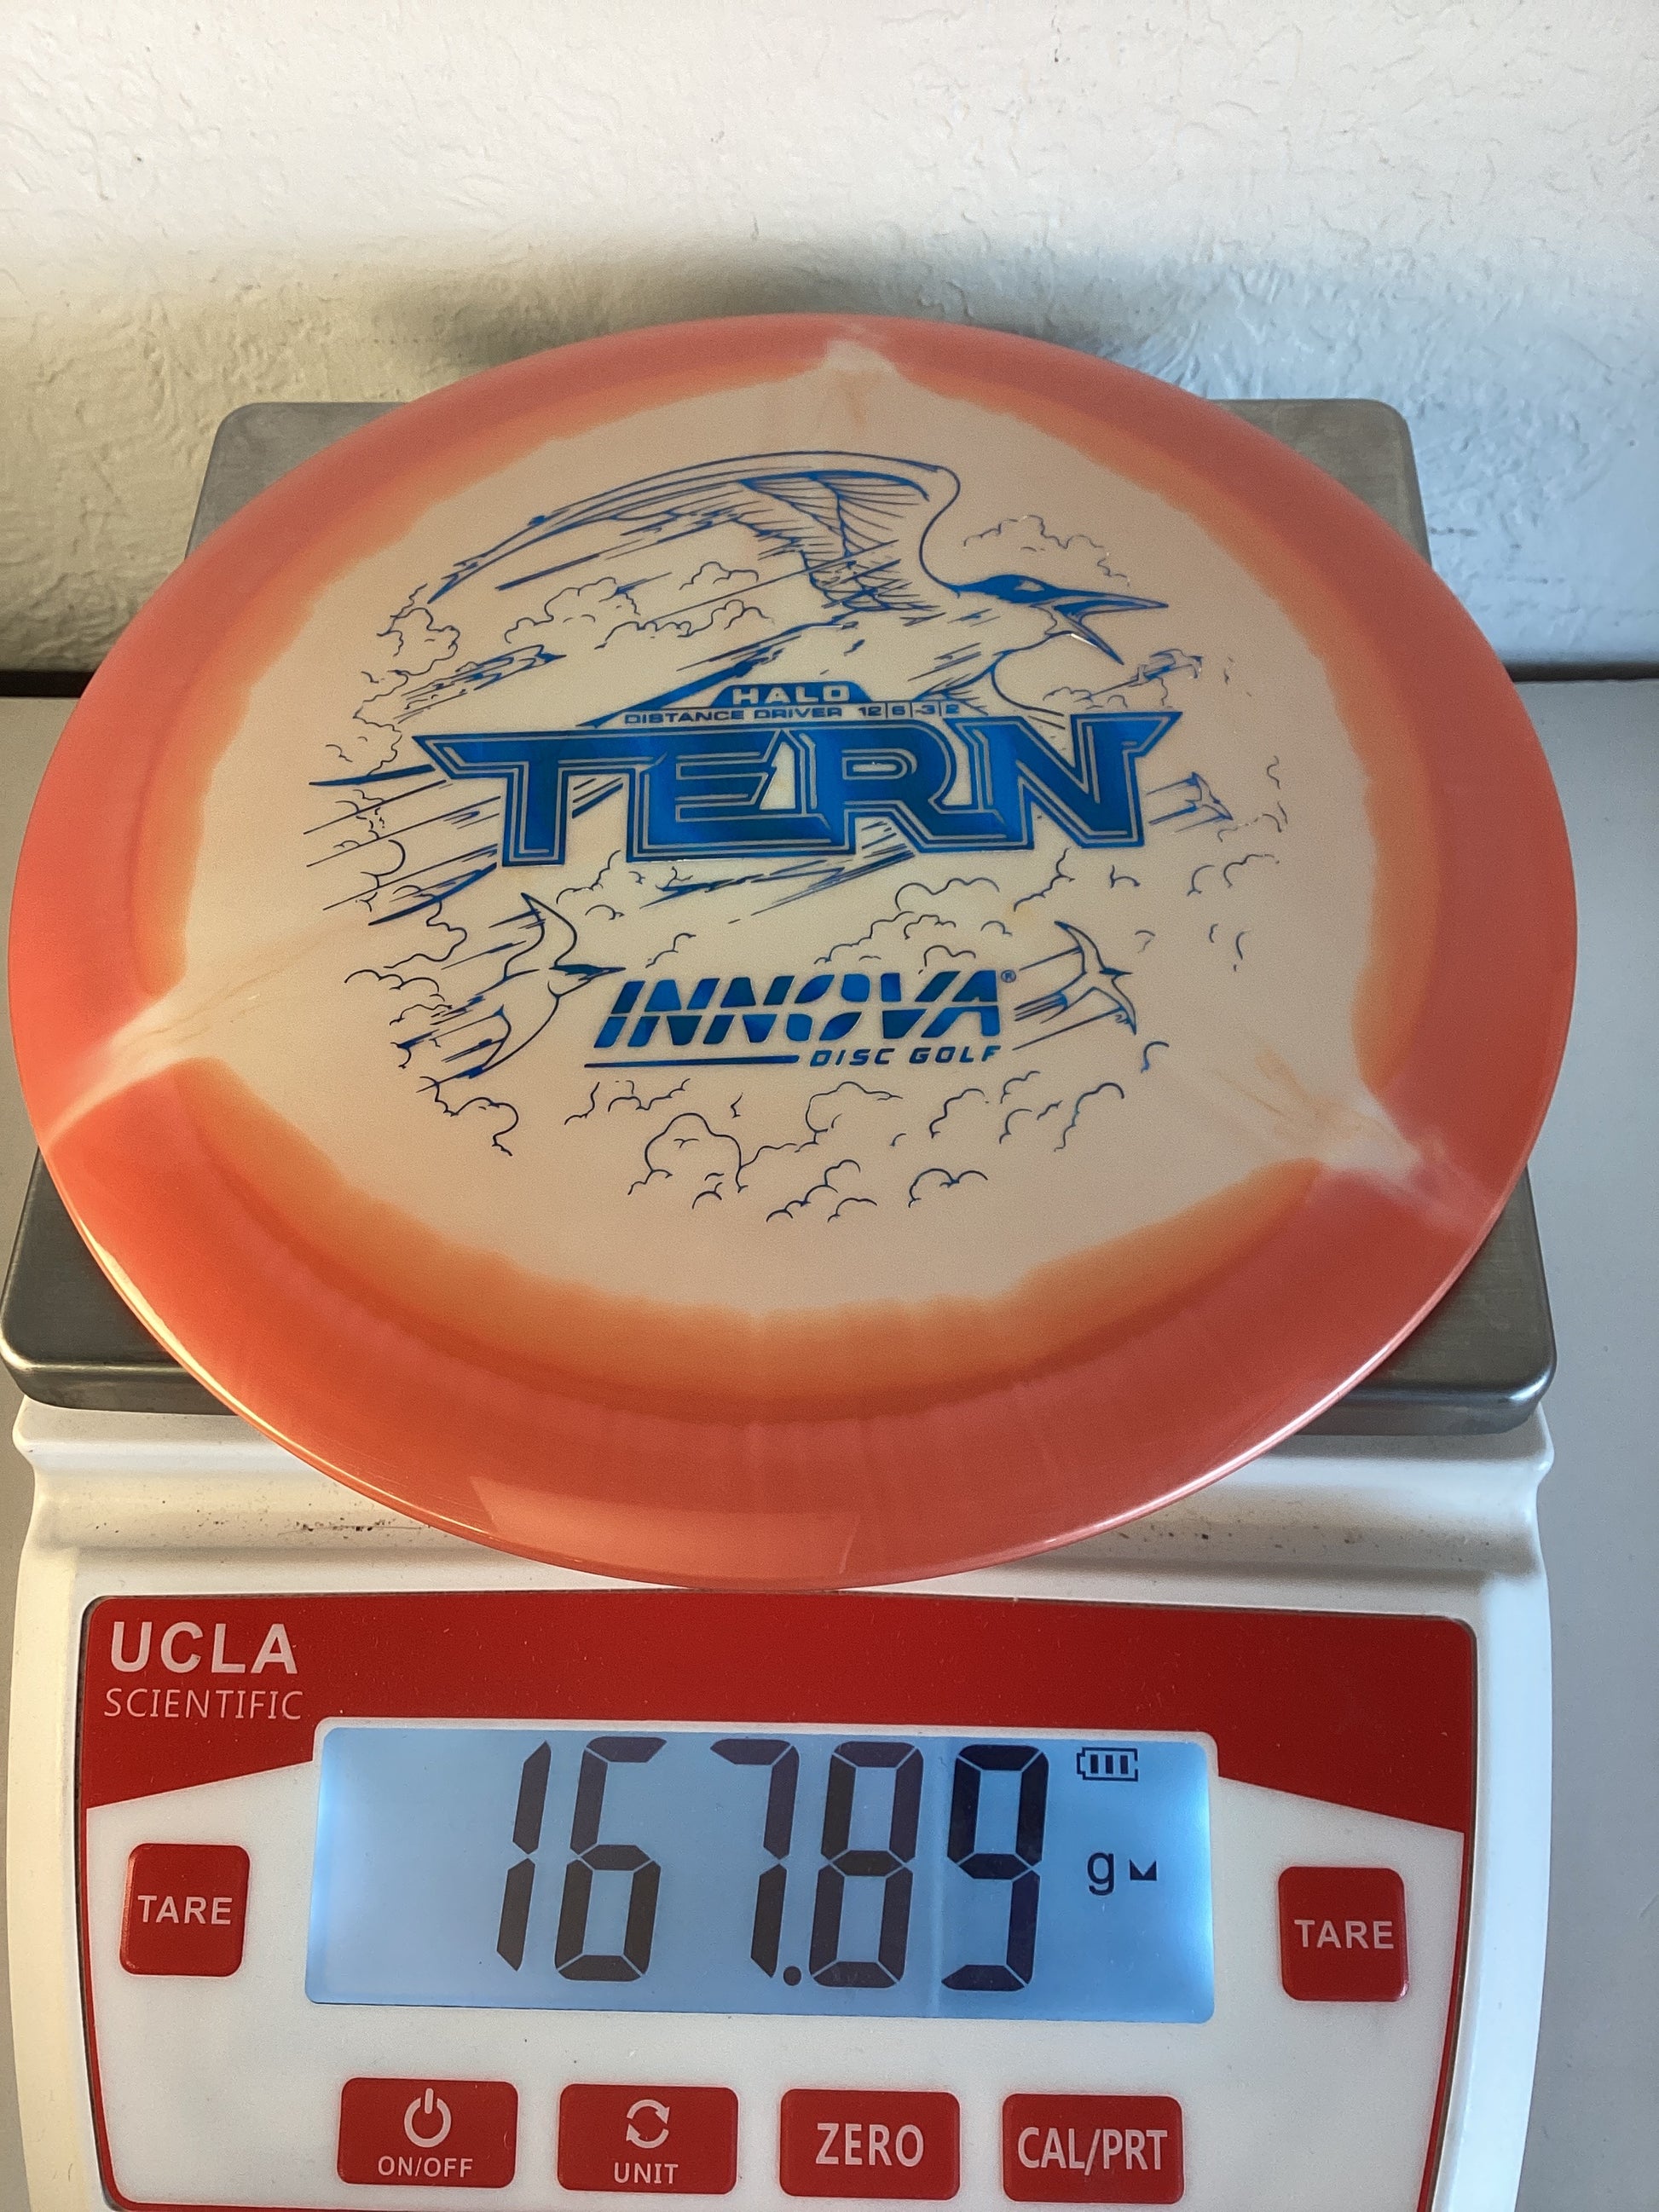 HALO
DISTANCE DRIVER 12|6|-3|2
TERN
INNOVA®
DISC GOLF
UCLA
SCIENTIFIC
167.89 g
TARE
TARE
ON/OFF
UNIT
ZERO
CAL/PRT